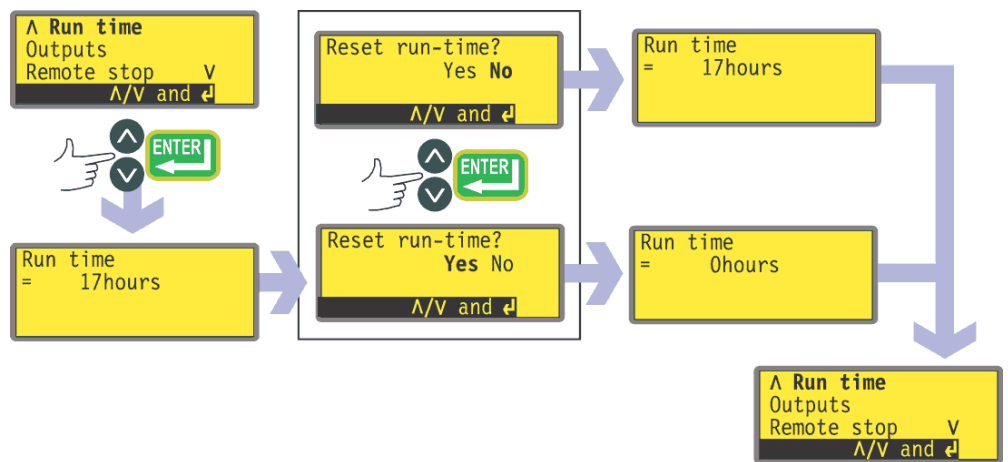 Λ Run time
Outputs
Remote stop V
Λ/V and ↲
ENTER
Run time
= 17hours
Reset run-time?
Yes No
Λ/V and ↲
ENTER
Reset run-time?
Yes No
Λ/V and ↲
Run time
= 17hours
Run time
= 0hours
Λ Run time
Outputs
Remote stop V
Λ/V and ↲